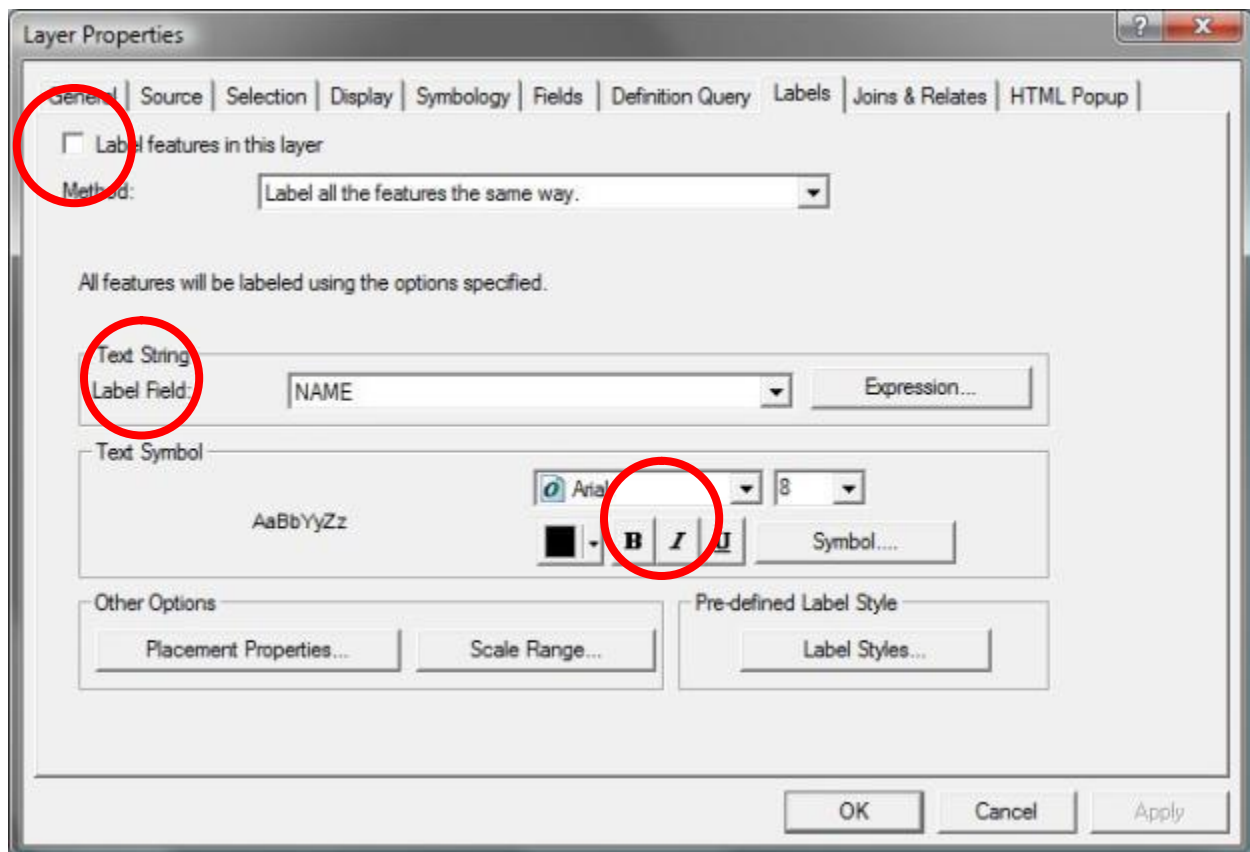 Layer Properties
General Source Selection Display Symbology Fields Definition Query Labels Joins & Relates HTML Popup
Label features in this layer
Method: Label all the features the same way.
All features will be labeled using the options specified.
Text String
Label Field: NAME Expression...
Text Symbol
AaBbYyZz
Arial 8
B I U Symbol....
Other Options
Placement Properties... Scale Range...
Pre-defined Label Style
Label Styles...
OK Cancel Apply